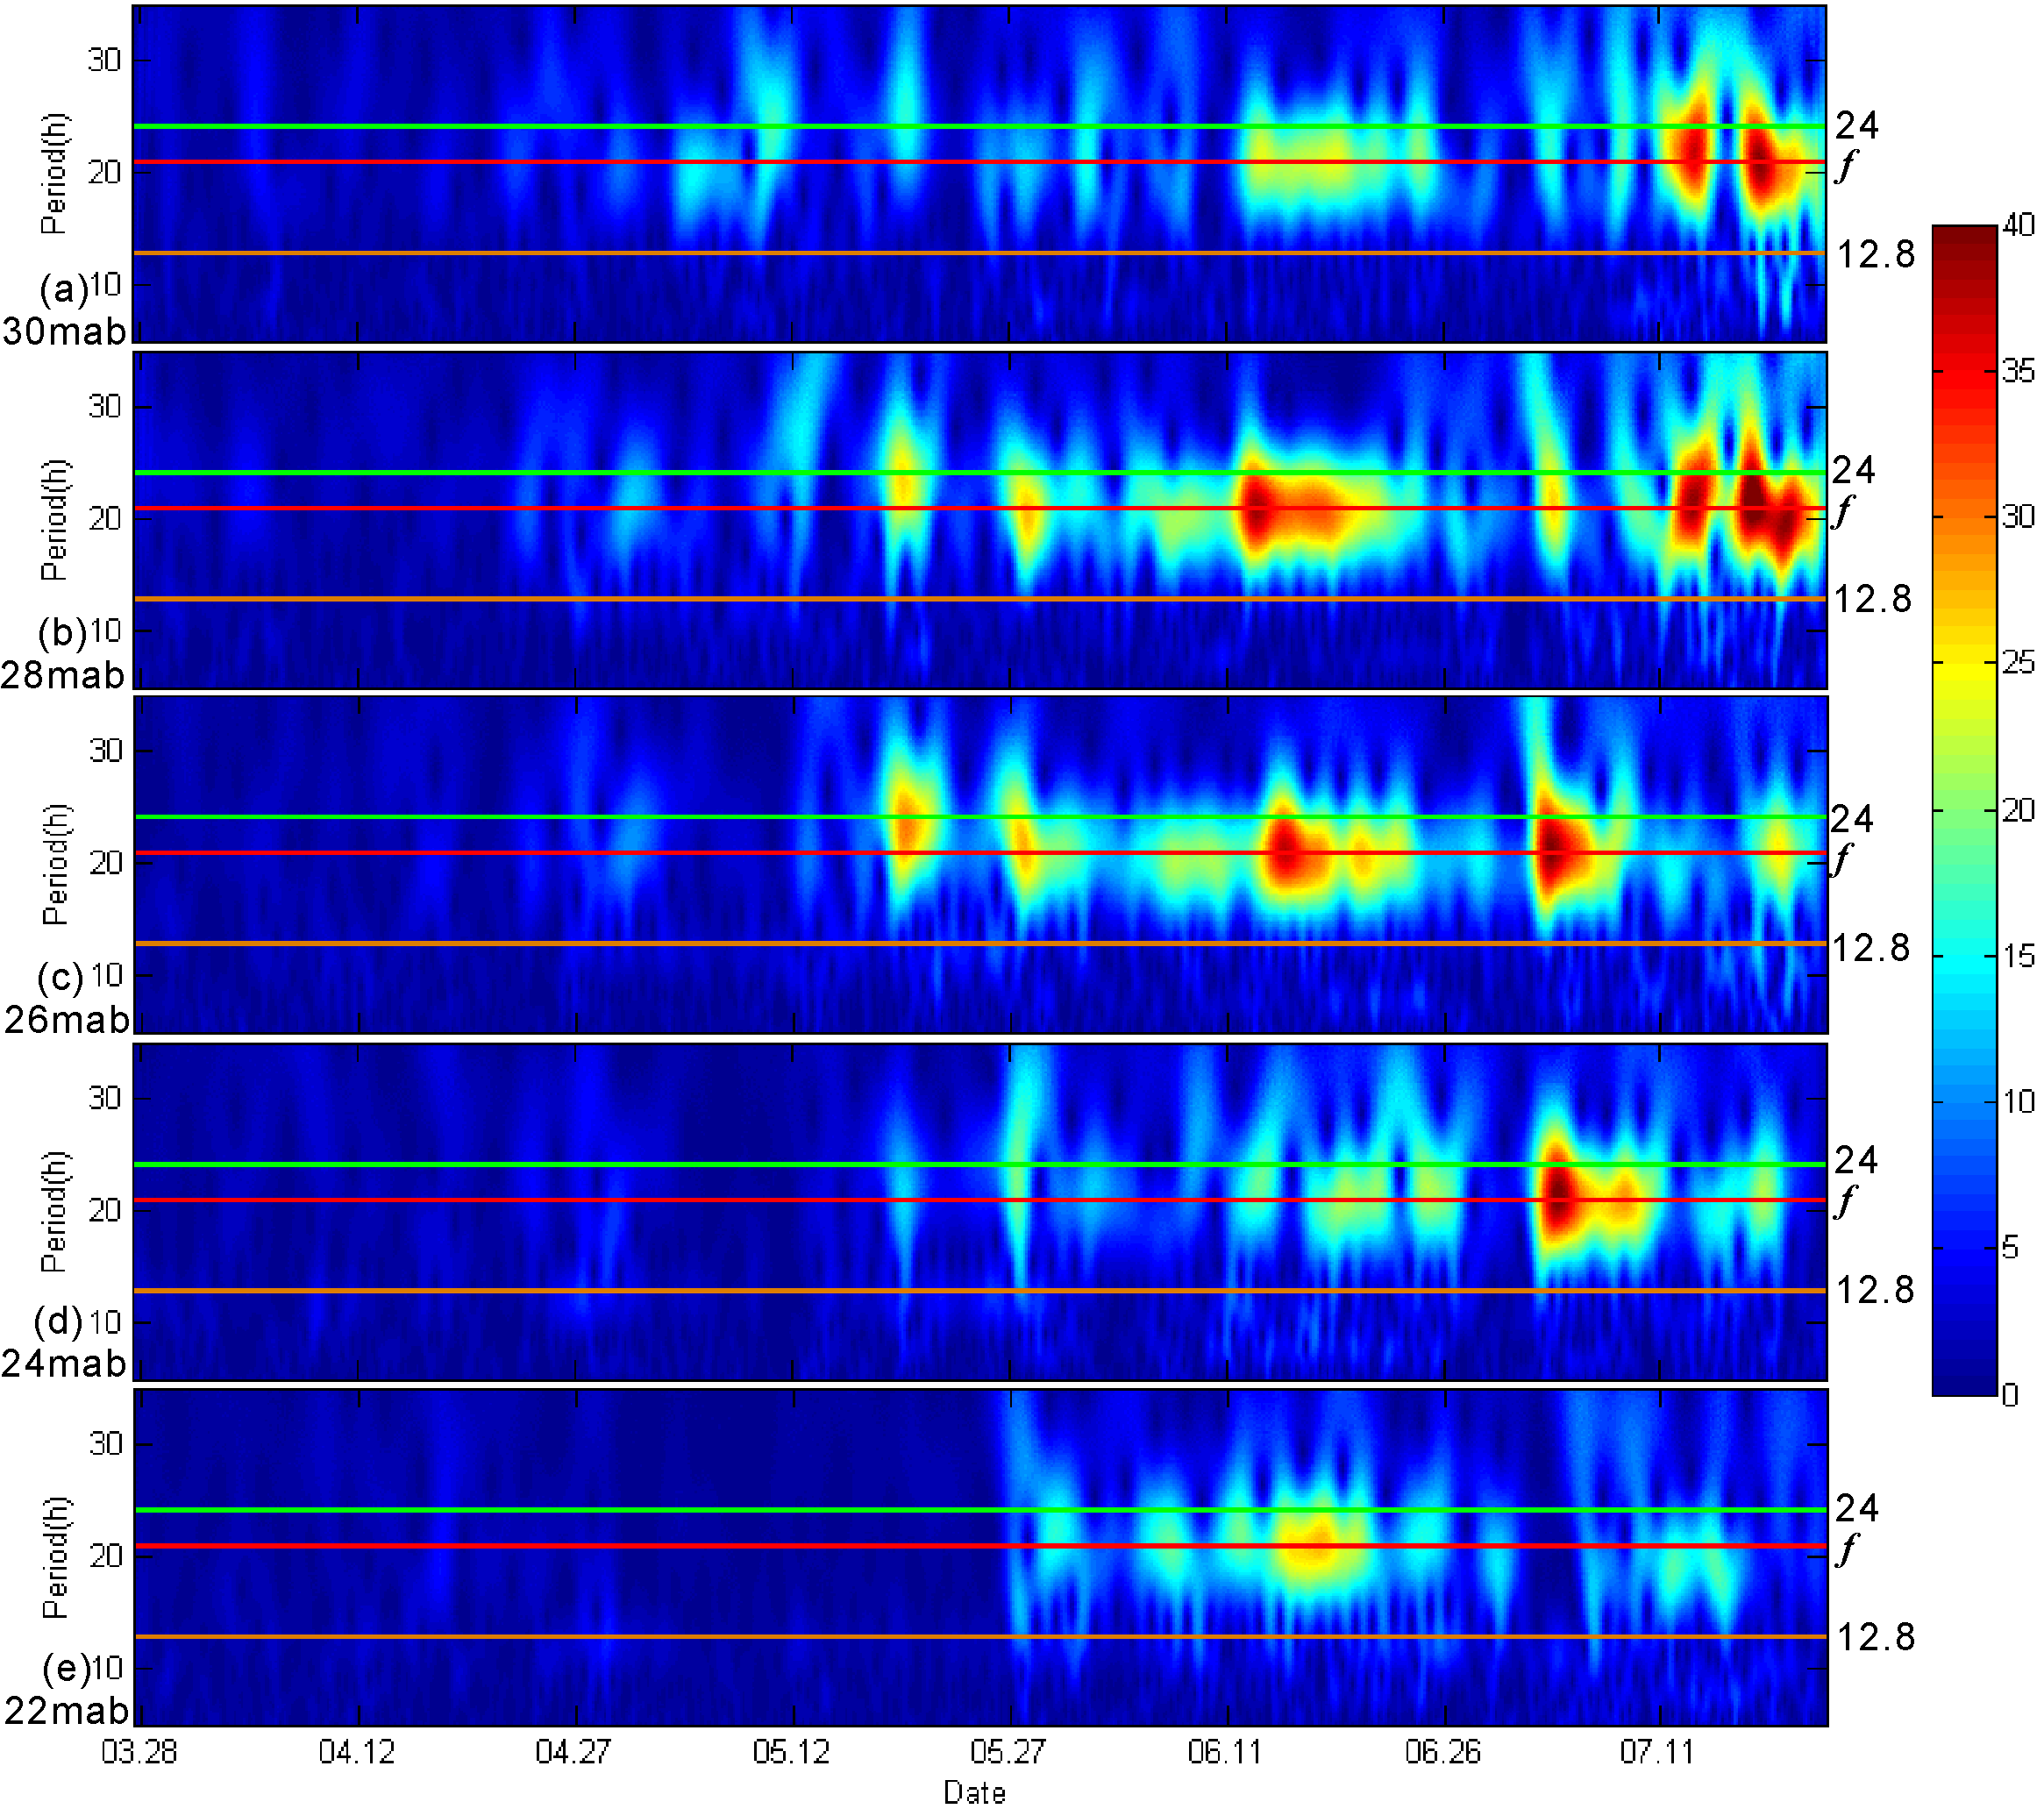 30
24
f
20
Period(h)
12.8
(a)10
30mab
30
24
f
20
Period(h)
12.8
(b)10
28mab
30
24
f
20
Period(h)
12.8
(c)10
26mab
30
24
f
20
Period(h)
12.8
(d)10
24mab
30
24
f
20
Period(h)
12.8
(e)10
22mab
03.28 04.12 04.27 05.12 05.27 06.11 06.26 07.11
Date
40
35
30
25
20
15
10
5
0